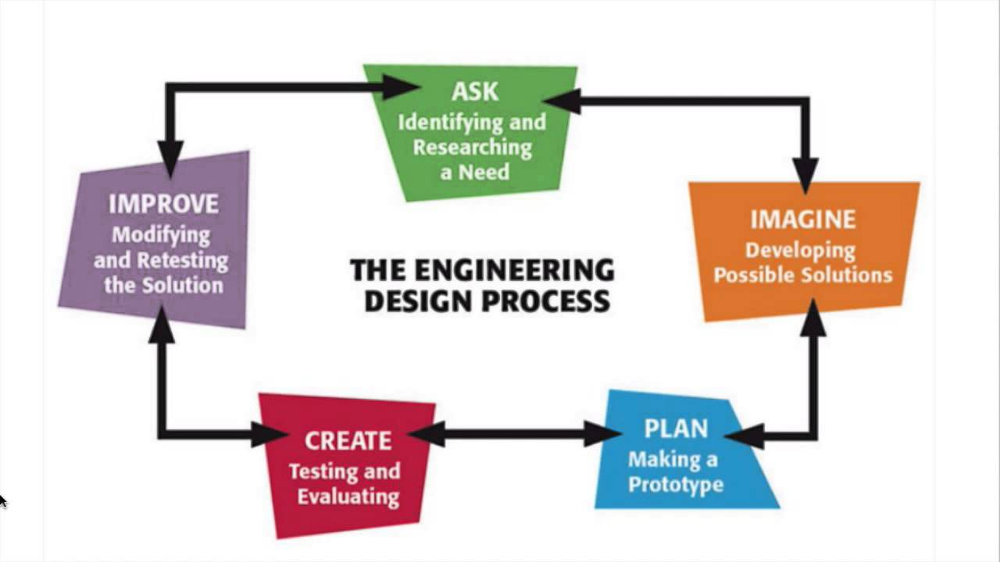 ASK
Identifying and
Researching
a Need
IMAGINE
Developing
Possible Solutions
PLAN
Making a
Prototype
CREATE
Testing and
Evaluating
IMPROVE
Modifying
and Retesting
the Solution
THE ENGINEERING
DESIGN PROCESS